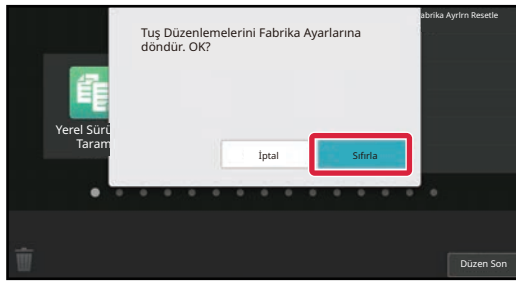 abrika Ayrlrn Resetle
Tuş Düzenlemelerini Fabrika Ayarlarına
döndür. OK?
Yerel Sürü
Taram
İptal
Sıfırla
Düzen Son